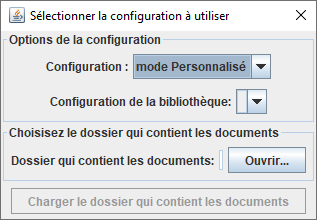 Sélectionner la configuration à utiliser
Options de la configuration
Configuration : mode Personnalisé
Configuration de la bibliothèque:
Choisisez le dossier qui contient les documents
Dossier qui contient les documents: Ouvrir...
Charger le dossier qui contient les documents